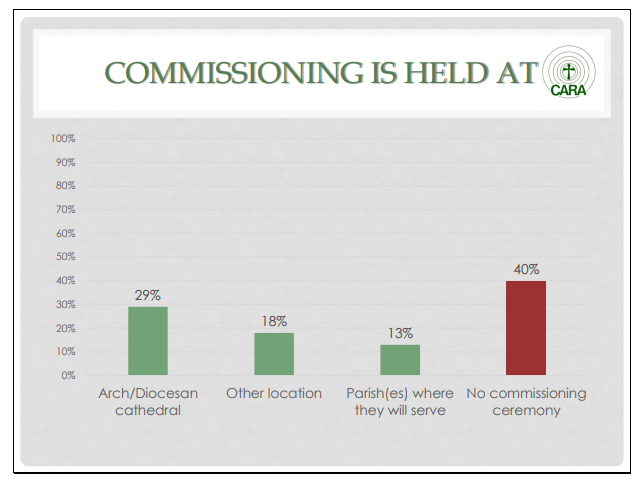 COMMISSIONING IS HELD AT
CARA
100%
90%
80%
70%
60%
50%
40%
30%
20%
10%
0%
29%
18%
13%
40%
Arch/Diocesan
cathedral
Other location
Parish(es) where
they will serve
No commissioning
ceremony